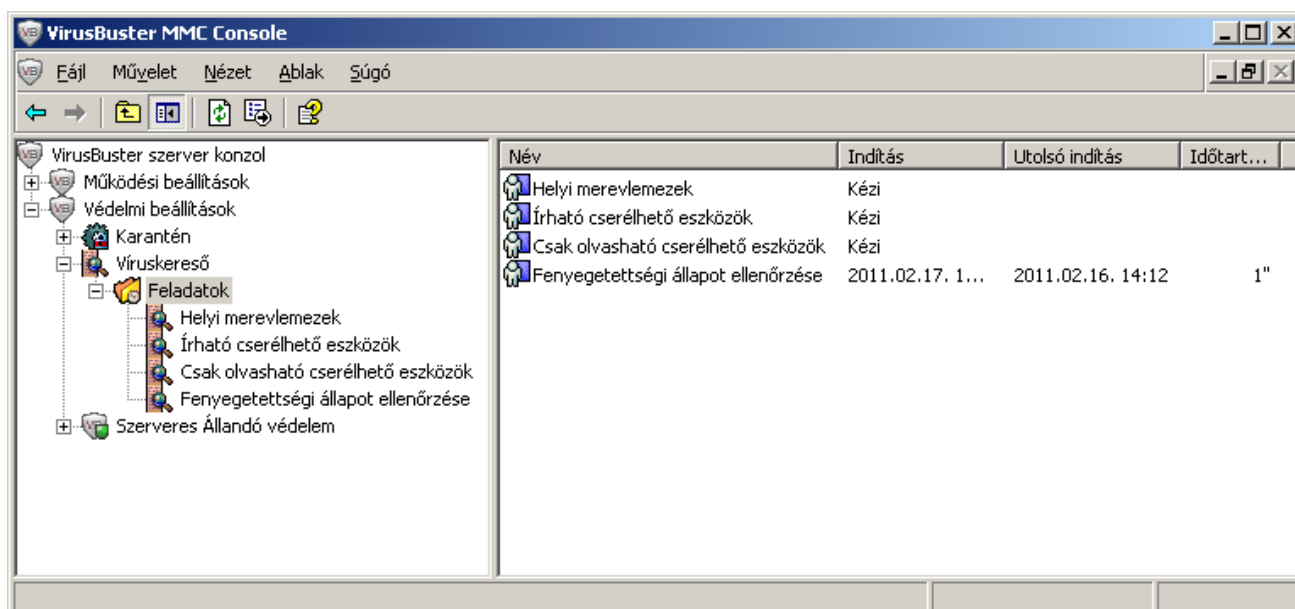 VirusBuster MMC Console
Fájl Művelet Nézet Ablak Súgó
VirusBuster szerver konzol
Működési beállítások
Védelmi beállítások
Karantén
Víruskereső
Feladatok
Helyi merevlemezek
Írható cserélhető eszközök
Csak olvasható cserélhető eszközök
Fenyegetettségi állapot ellenőrzése
Szerveres Állandó védelem
Név Indítás Utolsó indítás Időtart...
Helyi merevlemezek Kézi
Írható cserélhető eszközök Kézi
Csak olvasható cserélhető eszközök Kézi
Fenyegetettségi állapot ellenőrzése 2011.02.17. 1... 2011.02.16. 14:12 1"